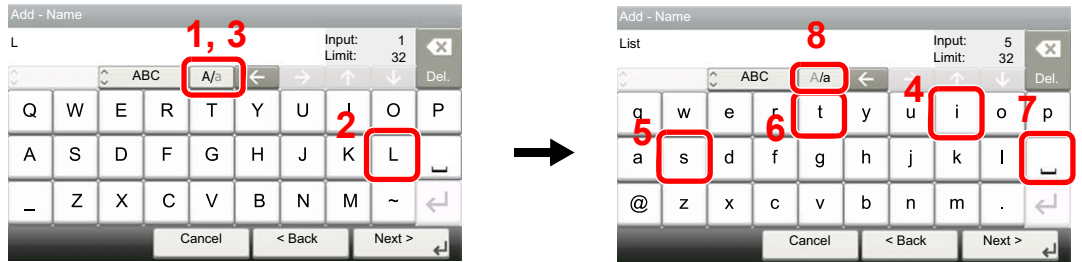 Add - Name
L
1, 3
Input: 1
Limit: 32
ABC
A/a
Del.
Q W E R T Y U I O P
2
A S D F G H J K L
_ Z X C V B N M ~
Cancel < Back Next >
Add - Name
List
8
Input: 5
Limit: 32
ABC
A/a
Del.
4
7
q w e r t y u i o p
5
6
a s d f g h j k l
@ z x c v b n m .
Cancel < Back Next >